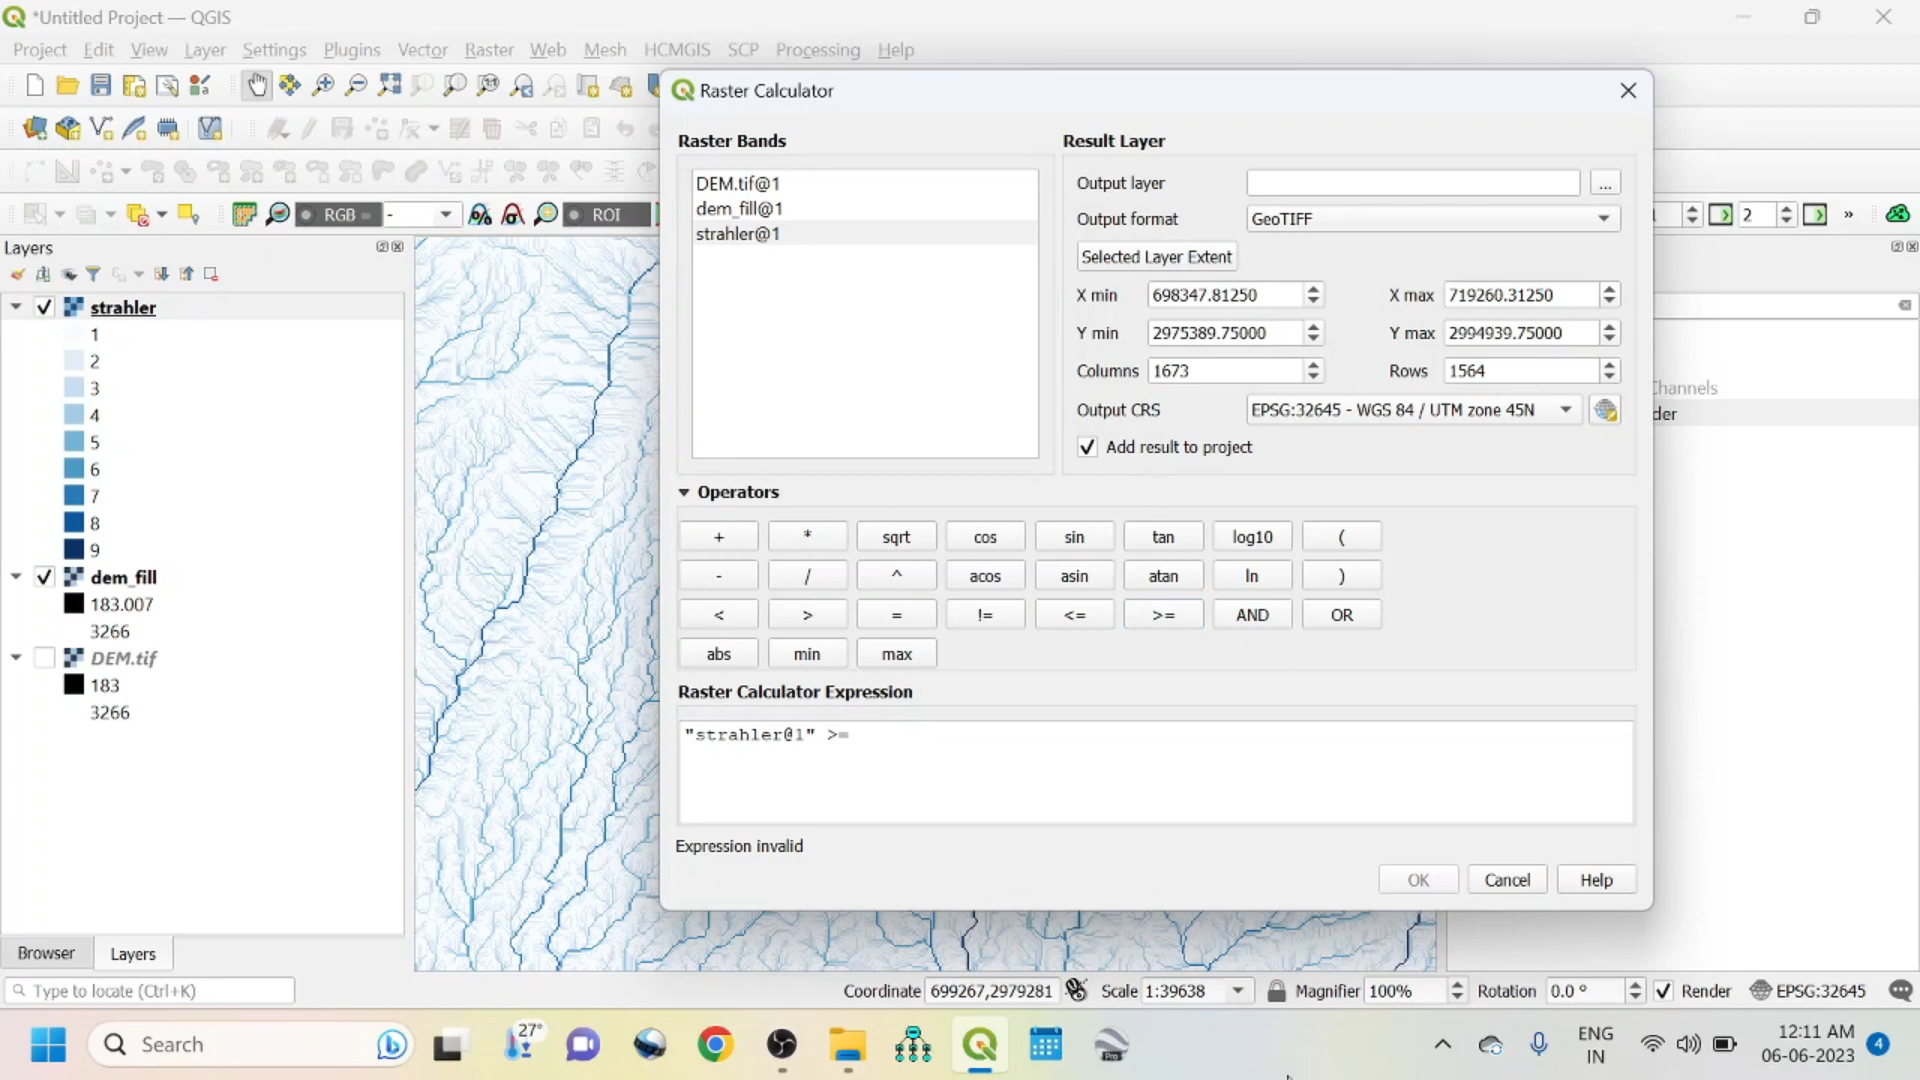 *Untitled Project — QGIS
Project Edit View Layer Settings Plugins Vector Raster Web Mesh HCMGIS SCP Processing Help
Raster Calculator
Raster Bands
Result Layer
DEM.tif@1
dem_fill@1
strahler@1
Output layer
...
Output format
GeoTIFF
Selected Layer Extent
X min 698347.81250
X max 719260.31250
Y min 2975389.75000
Y max 2994939.75000
Columns 1673
Rows 1564
Output CRS
EPSG:32645 - WGS 84 / UTM zone 45N
Add result to project
Operators
+ * sqrt cos sin tan log10 (
- / ^ acos asin atan ln )
< > = != <= >= AND OR
abs min max
Raster Calculator Expression
"strahler@1" >=
Expression invalid
OK Cancel Help
RGB = - ROI
2 »
Layers
strahler
1
2
3
4
5
6
7
8
9
dem_fill
183.007
3266
DEM.tif
183
3266
hannels
der
Browser Layers
Type to locate (Ctrl+K)
Coordinate 699267,2979281 Scale 1:39638 Magnifier 100% Rotation 0.0 ° Render EPSG:32645
Search
27°
Pro
ENG
IN
12:11 AM
06-06-2023
4